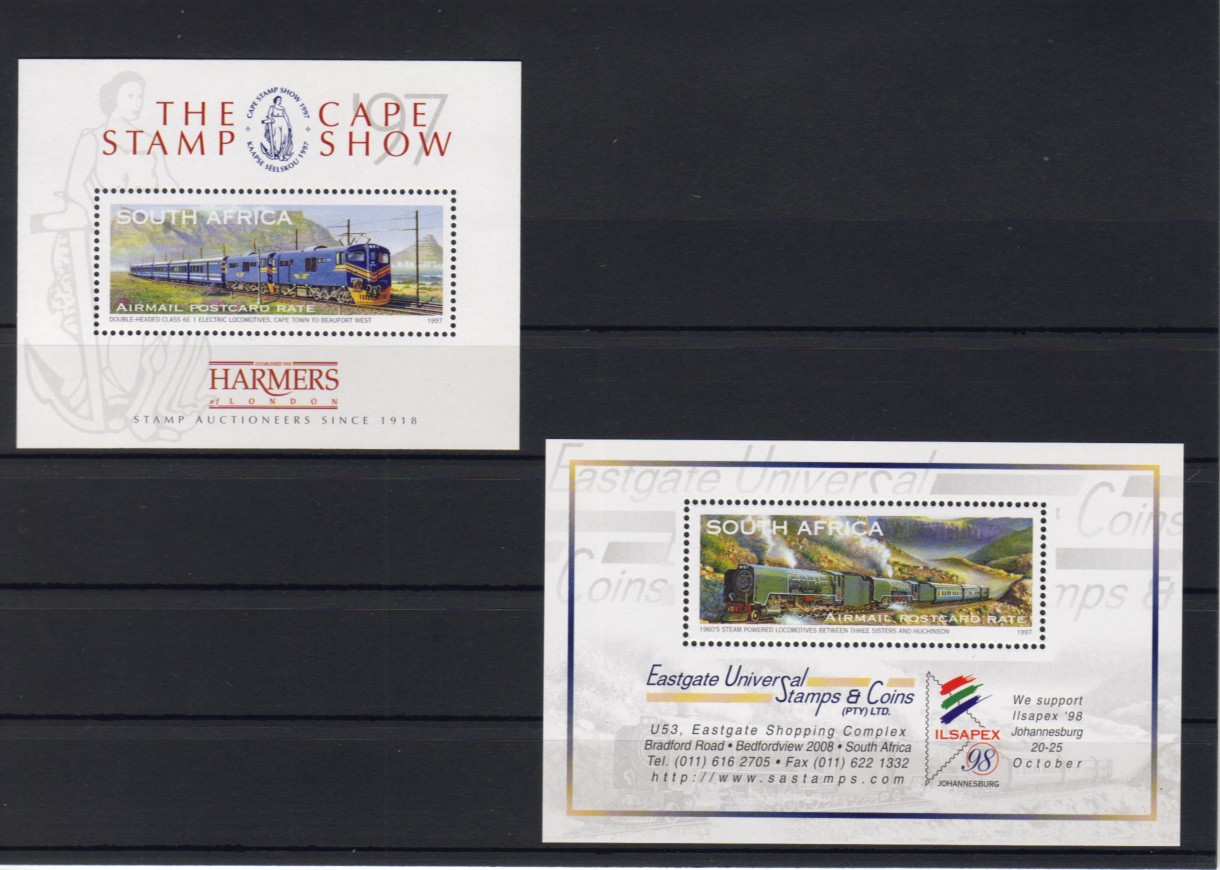 THE CAPE
STAMP SHOW
'97
CAPE STAMP SHOW 1997
KAAPSE SEËLSKOU 1997
SOUTH AFRICA
AIRMAIL POSTCARD RATE
DOUBLE-HEADED CLASS 6E 1 ELECTRIC LOCOMOTIVES, CAPE TOWN TO BEAUFORT WEST 1997
HARMERS
of LONDON
STAMP AUCTIONEERS SINCE 1918
Eastgate Universal
Coins
SOUTH AFRICA
Coins
mps &
AIRMAIL POSTCARD RATE
1960'S STEAM POWERED LOCOMOTIVES BETWEEN THREE SISTERS AND HUCHINSON 1997
Eastgate Universal
Stamps & Coins
(PTY) LTD.
U53, Eastgate Shopping Complex
Bradford Road • Bedfordview 2008 • South Africa
Tel. (011) 616 2705 • Fax (011) 622 1332
http://www.sastamps.com
ILSAPEX
98
JOHANNESBURG
We support
Ilsapex '98
Johannesburg
20-25
October